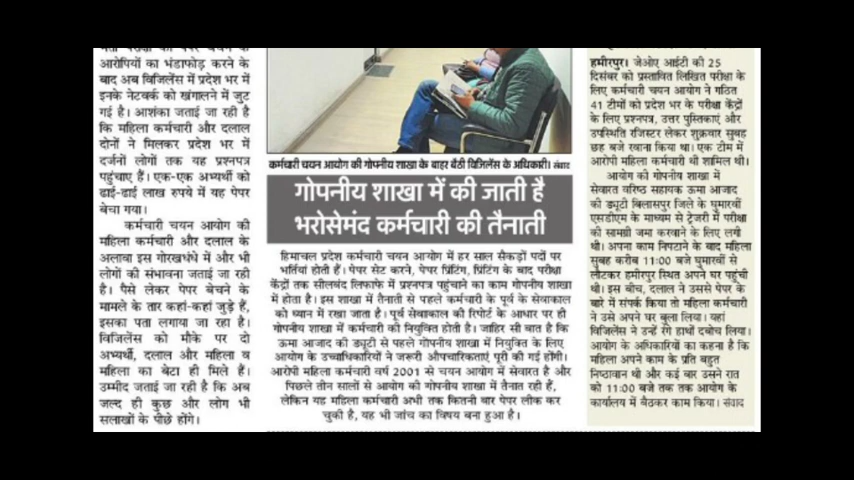 आरोपियों का भंडाफोड़ करने के
बाद अब विजिलेंस में प्रदेश भर में
इनके नेटवर्क को खंगालने में जुट
गई है। आशंका जताई जा रही है
कि महिला कर्मचारी और दलाल
दोनों ने मिलकर प्रदेश भर में
दर्जनों लोगों तक यह प्रश्नपत्र
पहुंचाए हैं। एक-एक अभ्यर्थी को
ढाई-ढाई लाख रुपये में यह पेपर
बेचा गया।
कर्मचारी चयन आयोग की
महिला कर्मचारी और दलाल के
अलावा इस गोरखधंधे में और भी
लोगों की संभावना जताई जा रही
है। पैसे लेकर पेपर बेचने के
मामले के तार कहां-कहां जुड़े हैं,
इसका पता लगाया जा रहा है।
विजिलेंस को मौके पर दो
अभ्यर्थी, दलाल और महिला व
महिला का बेटा ही मिले हैं।
उम्मीद जताई जा रही है कि अब
जल्द ही कुछ और लोग भी
सलाखों के पीछे होंगे।
कर्मचारी चयन आयोग की गोपनीय शाखा के बाहर बैठी विजिलेंस के अधिकारी। संवाद
गोपनीय शाखा में की जाती है
भरोसेमंद कर्मचारी की तैनाती
हिमाचल प्रदेश कर्मचारी चयन आयोग में हर साल सैकड़ों पदों पर
भर्तियां होती हैं। पेपर सेट करने, पेपर प्रिंटिंग, प्रिंटिंग के बाद परीक्षा
केंद्रों तक सीलबंद लिफाफे में प्रश्नपत्र पहुंचाने का काम गोपनीय शाखा
में होता है। इस शाखा में तैनाती से पहले कर्मचारी के पूर्व के सेवाकाल
को ध्यान में रखा जाता है। पूर्व सेवाकाल की रिपोर्ट के आधार पर ही
गोपनीय शाखा में कर्मचारी की नियुक्ति होती है। जाहिर सी बात है कि
ऊमा आजाद की ड्यूटी से पहले गोपनीय शाखा में नियुक्ति के लिए
आयोग के उच्चाधिकारियों ने जरूरी औपचारिकताएं पूरी की गई होंगी।
आरोपी महिला कर्मचारी वर्ष 2001 से चयन आयोग में सेवारत है और
पिछले तीन सालों से आयोग की गोपनीय शाखा में तैनात रही हैं,
लेकिन यह महिला कर्मचारी अभी तक कितनी बार पेपर लीक कर
चुकी है, यह भी जांच का विषय बना हुआ है।
हमीरपुर। जेओए आईटी की 25
दिसंबर को प्रस्तावित लिखित परीक्षा के
लिए कर्मचारी चयन आयोग ने गठित
41 टीमों को प्रदेश भर के परीक्षा केंद्रों
के लिए प्रश्नपत्र, उत्तर पुस्तिकाएं और
उपस्थिति रजिस्टर लेकर शुक्रवार सुबह
छह बजे रवाना किया था। एक टीम में
आरोपी महिला कर्मचारी थी शामिल थी।
आयोग की गोपनीय शाखा में
सेवारत वरिष्ठ सहायक ऊमा आजाद
की ड्यूटी बिलासपुर जिले के घुमारवीं
एसडीएम के माध्यम से ट्रेजरी में परीक्षा
की सामग्री जमा करवाने के लिए लगी
थी। अपना काम निपटाने के बाद महिला
सुबह करीब 11:00 बजे घुमारवीं से
लौटकर हमीरपुर स्थित अपने घर पहुंची
थी। इस बीच, दलाल ने उससे पेपर के
बारे में संपर्क किया तो महिला कर्मचारी
ने उसे अपने घर बुला लिया। यहां
विजिलेंस ने उन्हें रंगे हाथों दबोच लिया।
आयोग के अधिकारियों का कहना है कि
महिला अपने काम के प्रति बहुत
निष्ठावान थी और कई बार उसने रात
को 11:00 बजे तक तक आयोग के
कार्यालय में बैठकर काम किया। संवाद